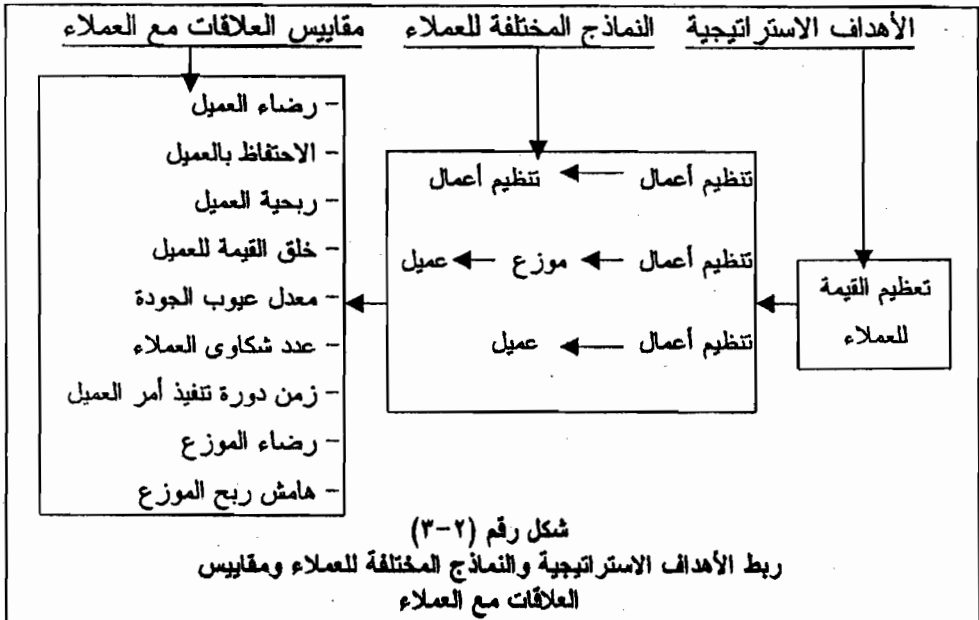 الأهداف الاستراتيجية    النماذج المختلفة للعملاء    مقاييس العلاقات مع العملاء
تعظيم القيمة
للعملاء
تنظيم أعمال    تنظيم أعمال
تنظيم أعمال    موزع    عميل
تنظيم أعمال    عميل
- رضاء العميل
- الاحتفاظ بالعميل
- ربحية العميل
- خلق القيمة للعميل
- معدل عيوب الجودة
- عدد شكاوى العملاء
- زمن دورة تنفيذ أمر العميل
- رضاء الموزع
- هامش ربح الموزع
شكل رقم (٢-٣)
ربط الأهداف الاستراتيجية والنماذج المختلفة للعملاء ومقاييس
العلاقات مع العملاء